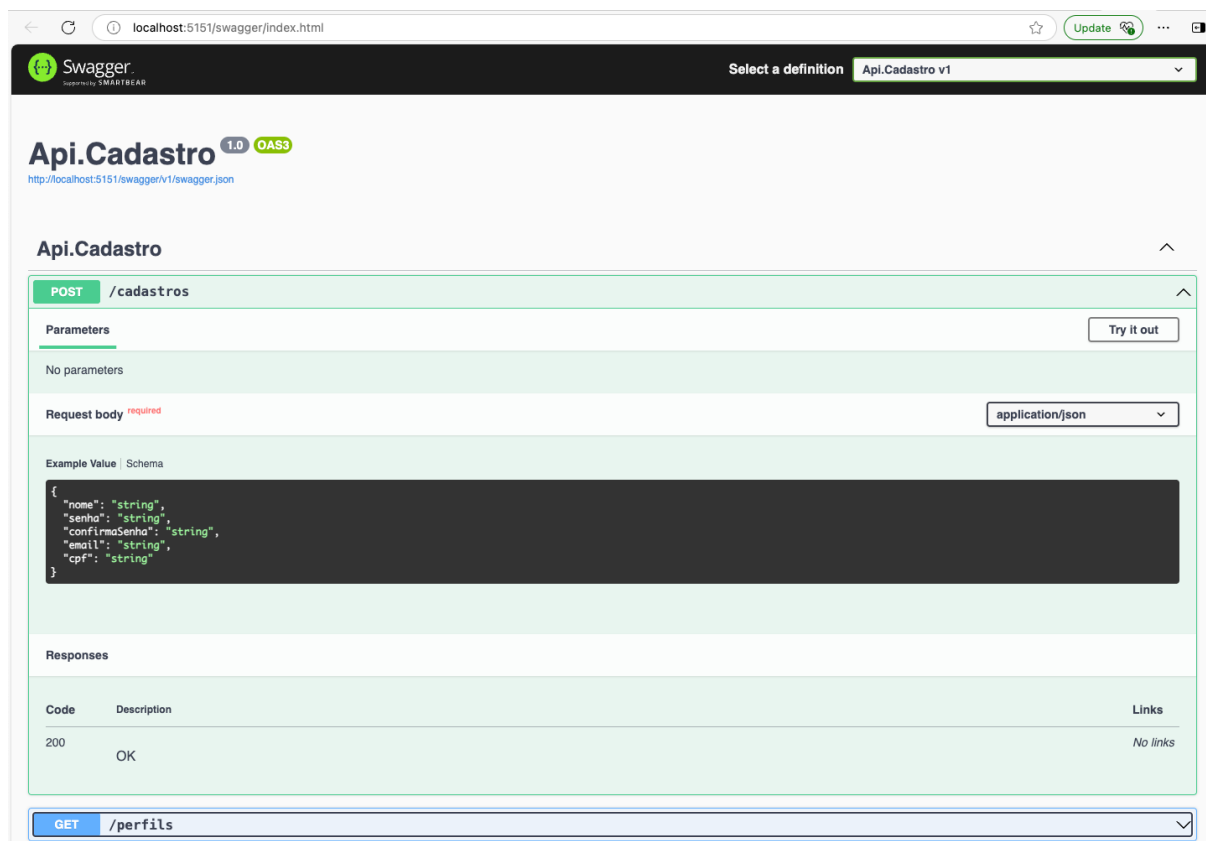 localhost:5151/swagger/index.html
Update
Swagger
Supported by SMARTBEAR
Select a definition
Api.Cadastro v1
Api.Cadastro 1.0 OAS3
http://localhost:5151/swagger/v1/swagger.json
Api.Cadastro
POST /cadastros
Parameters
Try it out
No parameters
Request body required
application/json
Example Value | Schema
{
"nome": "string",
"senha": "string",
"confirmaSenha": "string",
"email": "string",
"cpf": "string"
}
Responses
Code Description Links
200 OK No links
GET /perfils